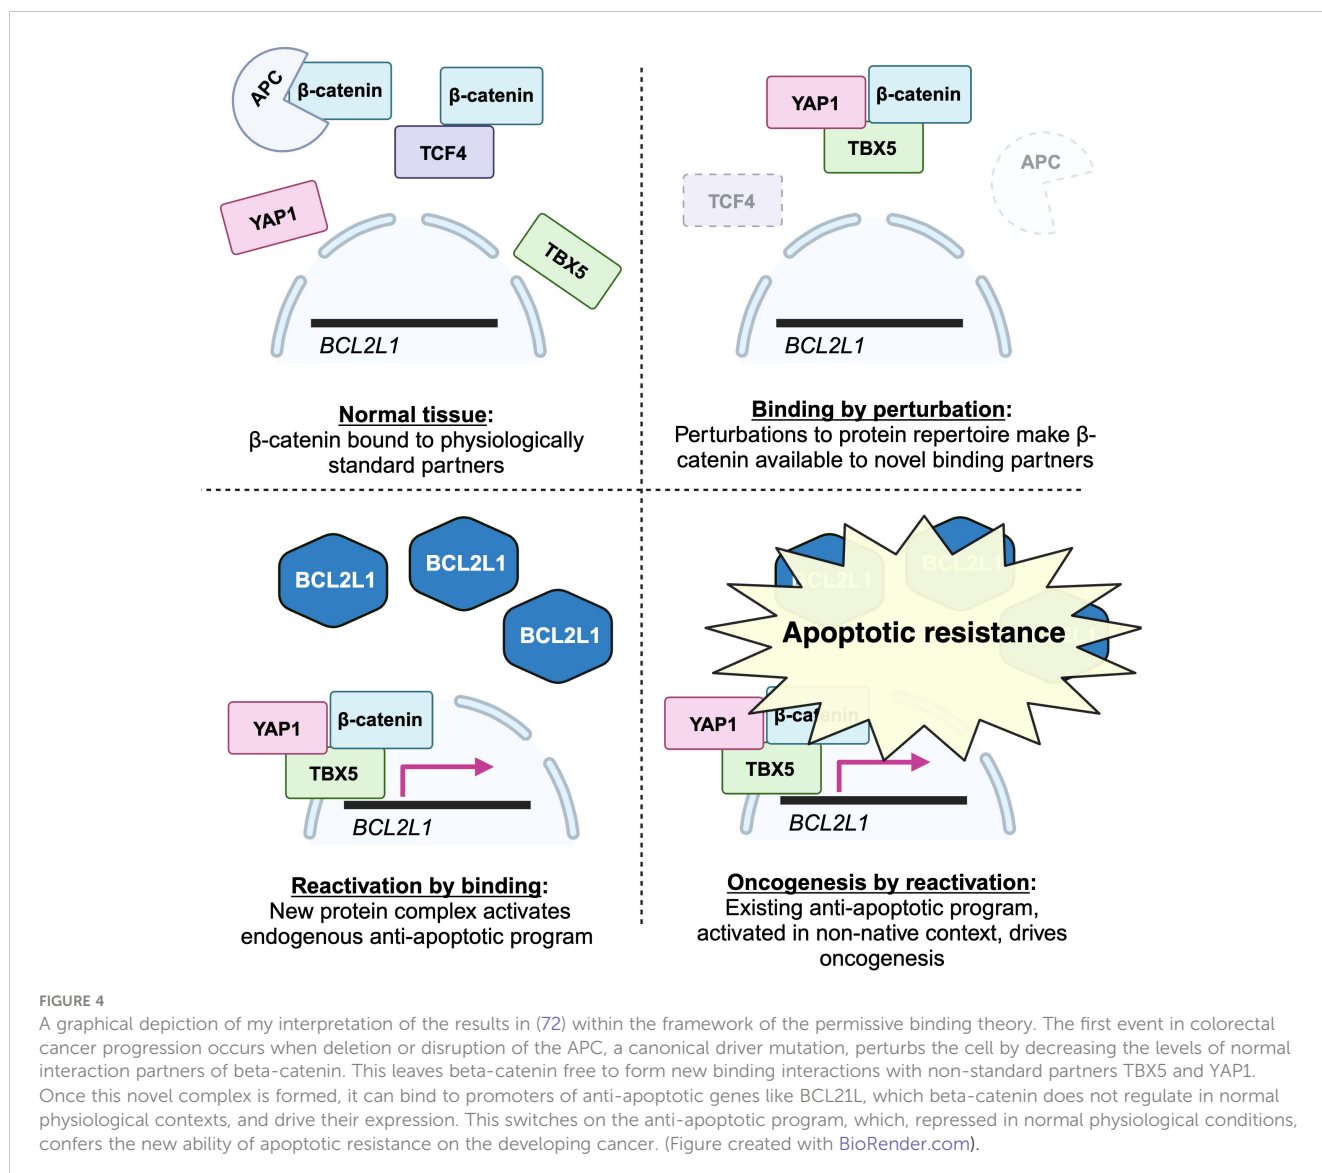 APC
β-catenin
β-catenin
TCF4
YAP1
TBX5
BCL2L1
Normal tissue:
β-catenin bound to physiologically
standard partners
YAP1
β-catenin
TBX5
TCF4
APC
BCL2L1
Binding by perturbation:
Perturbations to protein repertoire make β-
catenin available to novel binding partners
BCL2L1
BCL2L1
BCL2L1
YAP1
β-catenin
TBX5
BCL2L1
Reactivation by binding:
New protein complex activates
endogenous anti-apoptotic program
BCL2L1
BCL2L1
L1
Apoptotic resistance
YAP1
β-catenin
TBX5
BCL2L1
Oncogenesis by reactivation:
Existing anti-apoptotic program,
activated in non-native context, drives
oncogenesis
FIGURE 4
A graphical depiction of my interpretation of the results in (72) within the framework of the permissive binding theory. The first event in colorectal
cancer progression occurs when deletion or disruption of the APC, a canonical driver mutation, perturbs the cell by decreasing the levels of normal
interaction partners of beta-catenin. This leaves beta-catenin free to form new binding interactions with non-standard partners TBX5 and YAP1.
Once this novel complex is formed, it can bind to promoters of anti-apoptotic genes like BCL21L, which beta-catenin does not regulate in normal
physiological contexts, and drive their expression. This switches on the anti-apoptotic program, which, repressed in normal physiological conditions,
confers the new ability of apoptotic resistance on the developing cancer. (Figure created with BioRender.com).